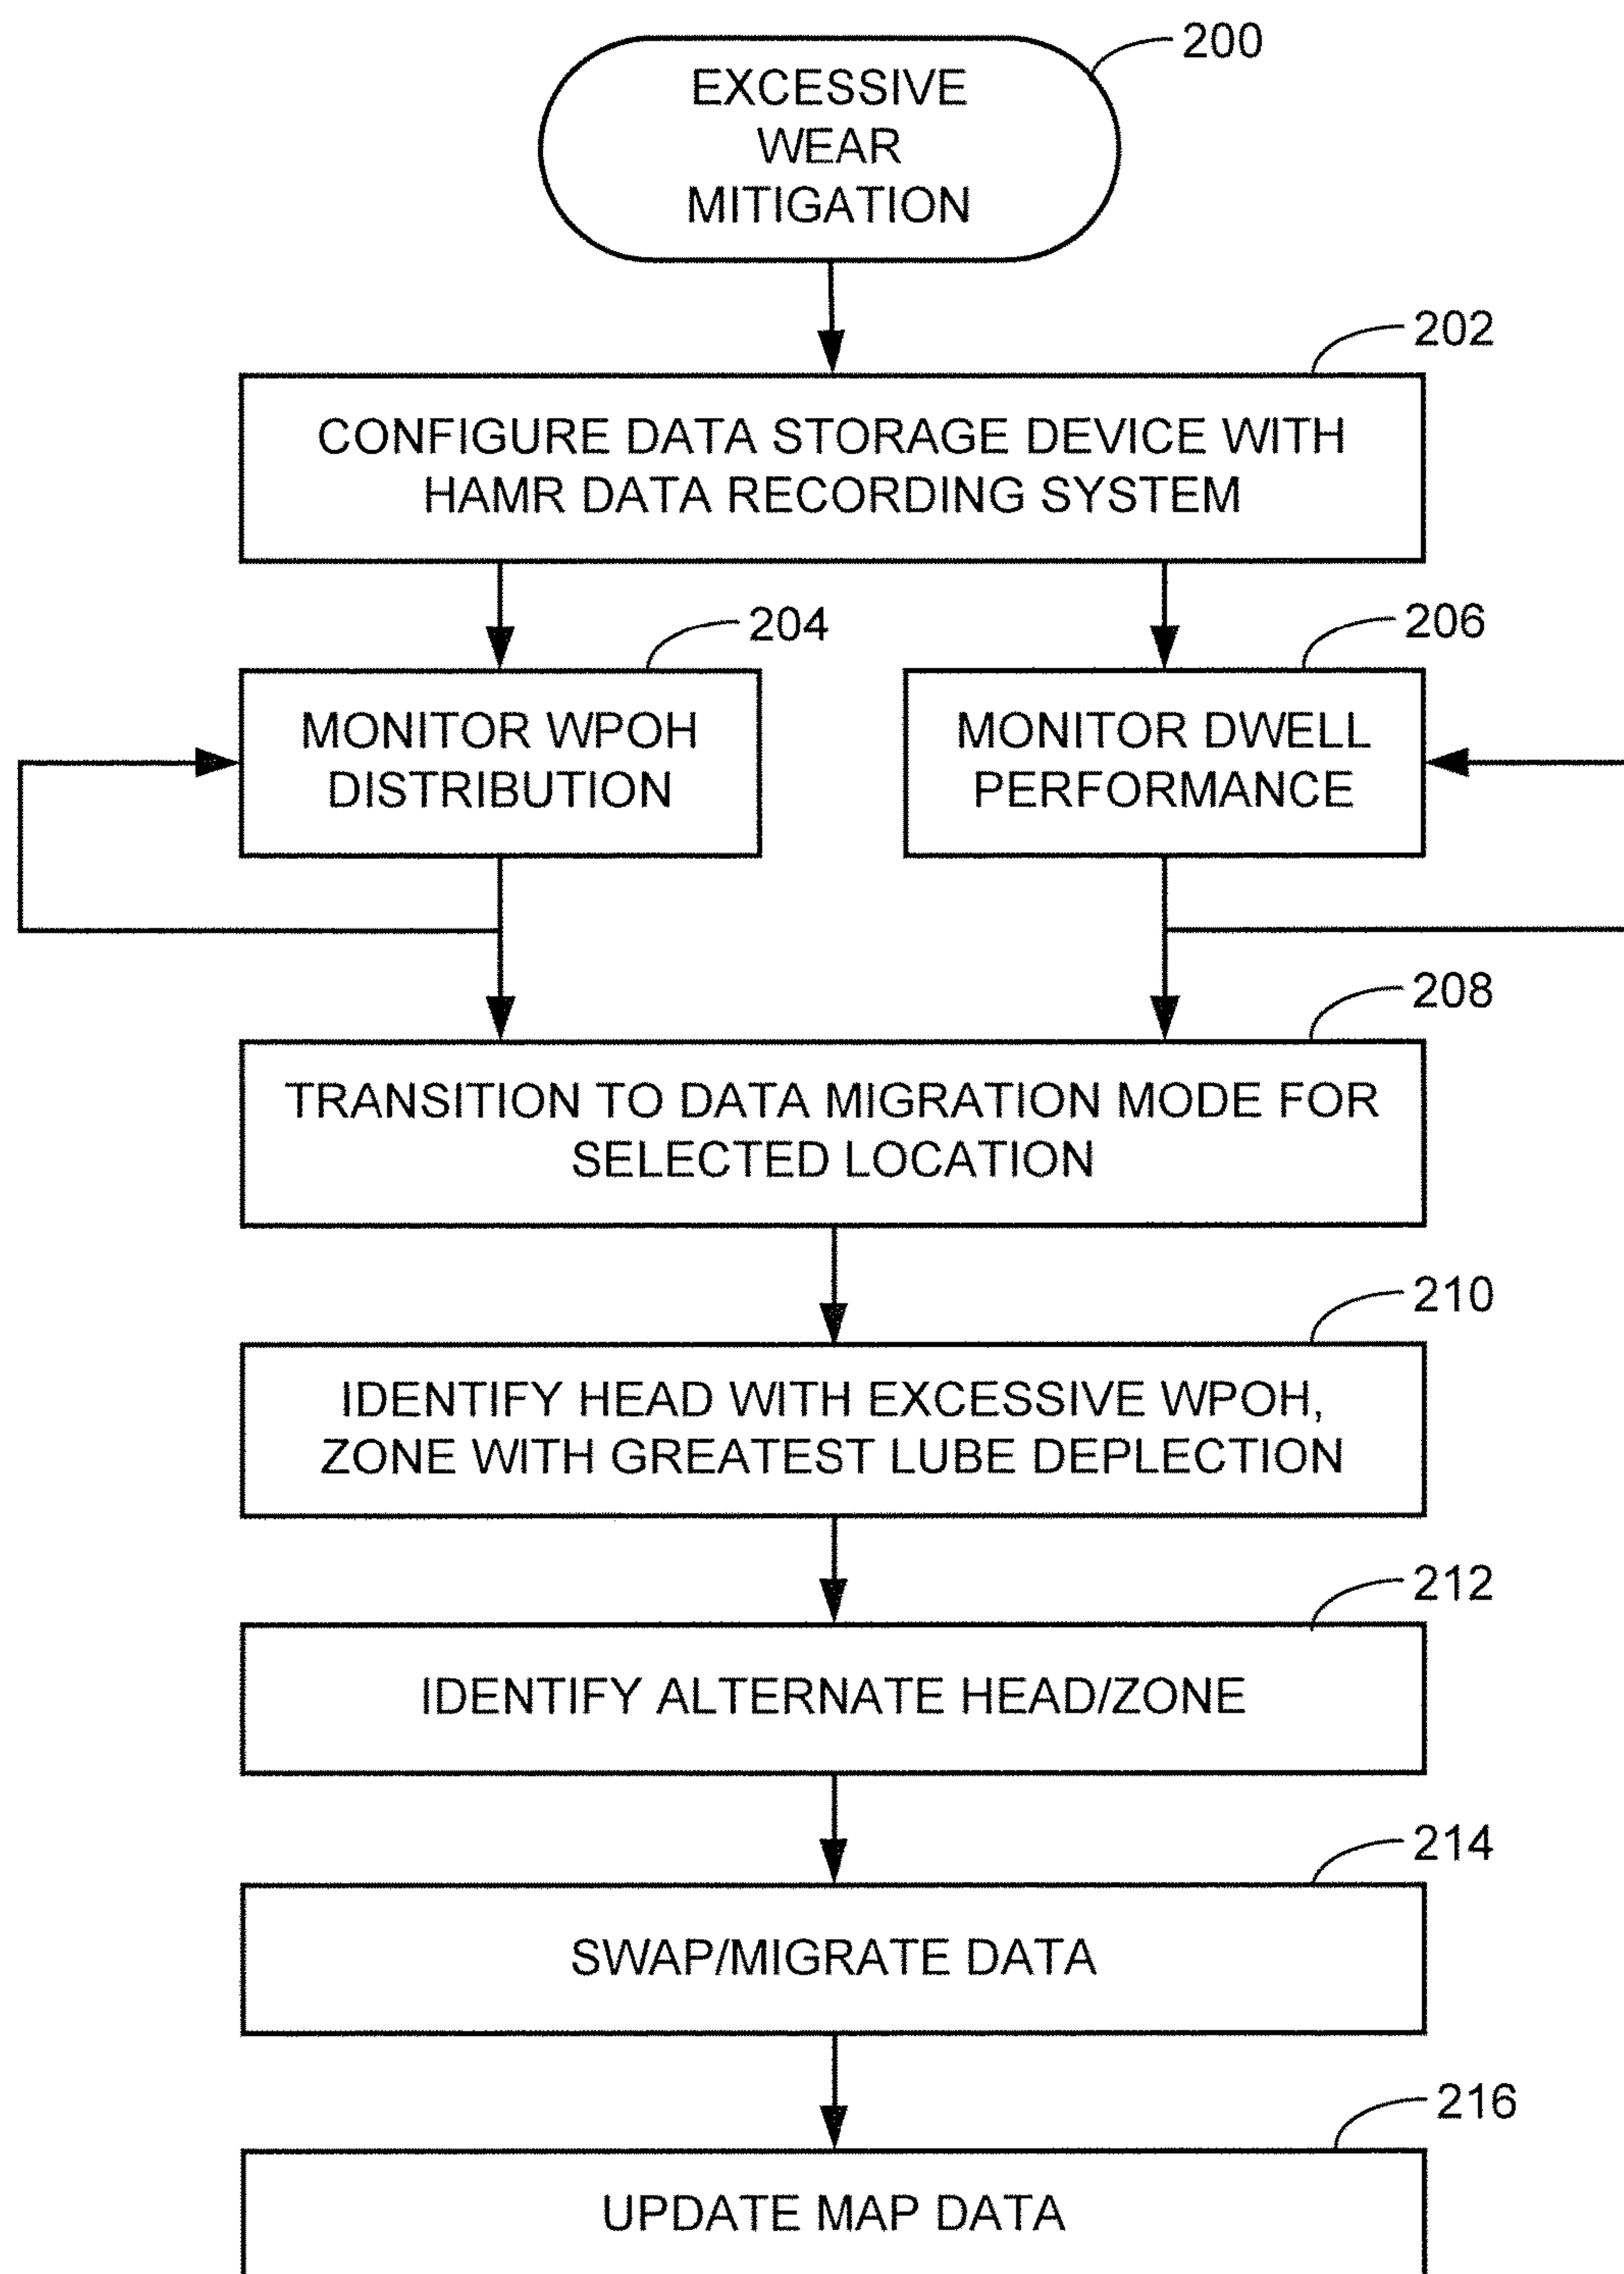 200
EXCESSIVE
WEAR
MITIGATION
202
CONFIGURE DATA STORAGE DEVICE WITH
HAMR DATA RECORDING SYSTEM
204
206
MONITOR WPOH
DISTRIBUTION
MONITOR DWELL
PERFORMANCE
208
TRANSITION TO DATA MIGRATION MODE FOR
SELECTED LOCATION
210
IDENTIFY HEAD WITH EXCESSIVE WPOH,
ZONE WITH GREATEST LUBE DEPLECTION
212
IDENTIFY ALTERNATE HEAD/ZONE
214
SWAP/MIGRATE DATA
216
UPDATE MAP DATA